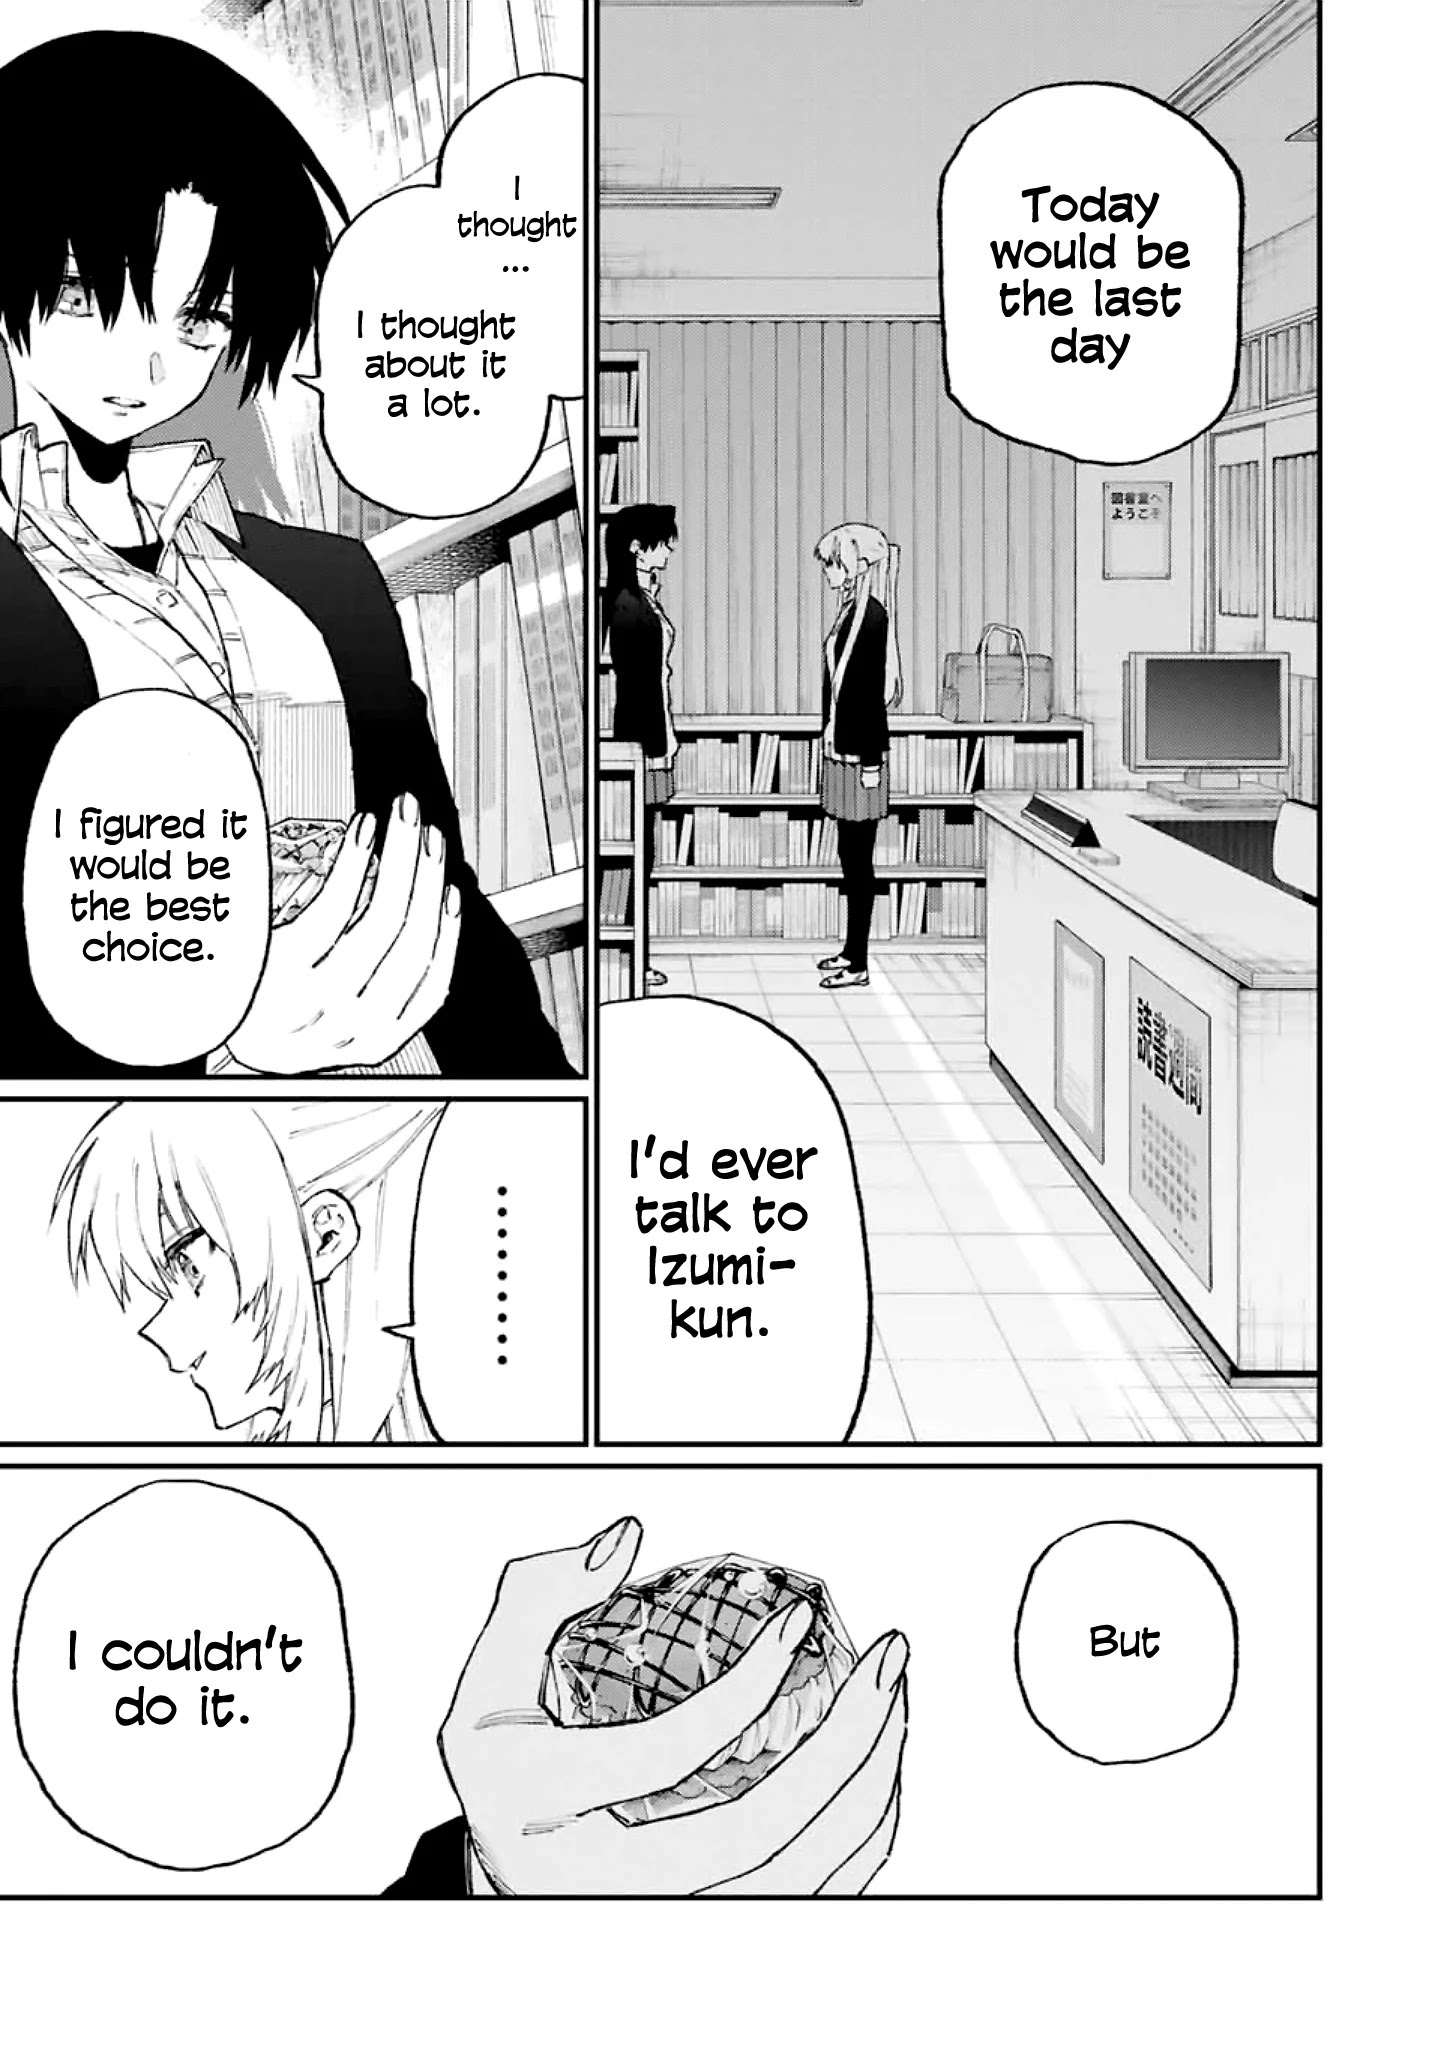 Today
would be
the last
day
図書室へ
ようこそ
読書週間
I'd ever
talk to
Izumi-
kun.
I
thought
...
I thought
about it
a lot.
I figured it
would be
the best
choice.
.........
But
I couldn't
do it.